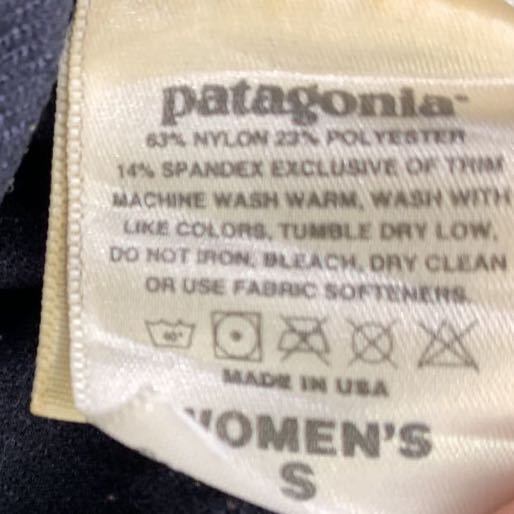 patagonia
63% NYLON 23% POLYESTER
14% SPANDEX EXCLUSIVE OF TRIM
MACHINE WASH WARM, WASH WITH
LIKE COLORS, TUMBLE DRY LOW,
DO NOT IRON, BLEACH, DRY CLEAN
OR USE FABRIC SOFTENERS.
40°
MADE IN USA
WOMEN'S
S